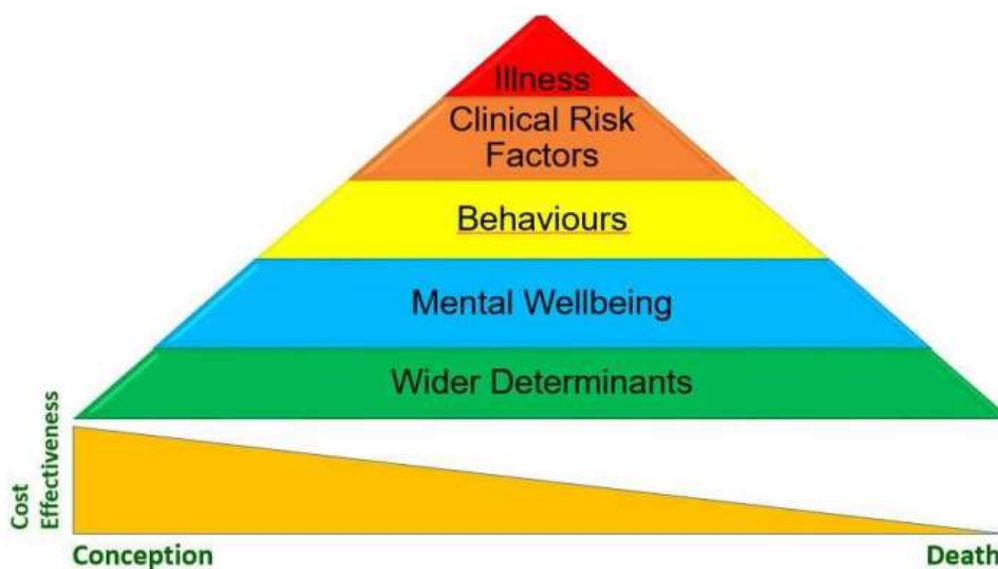 Illness
Clinical Risk
Factors
Behaviours
Mental Wellbeing
Wider Determinants
Cost
Effectiveness
Conception
Death